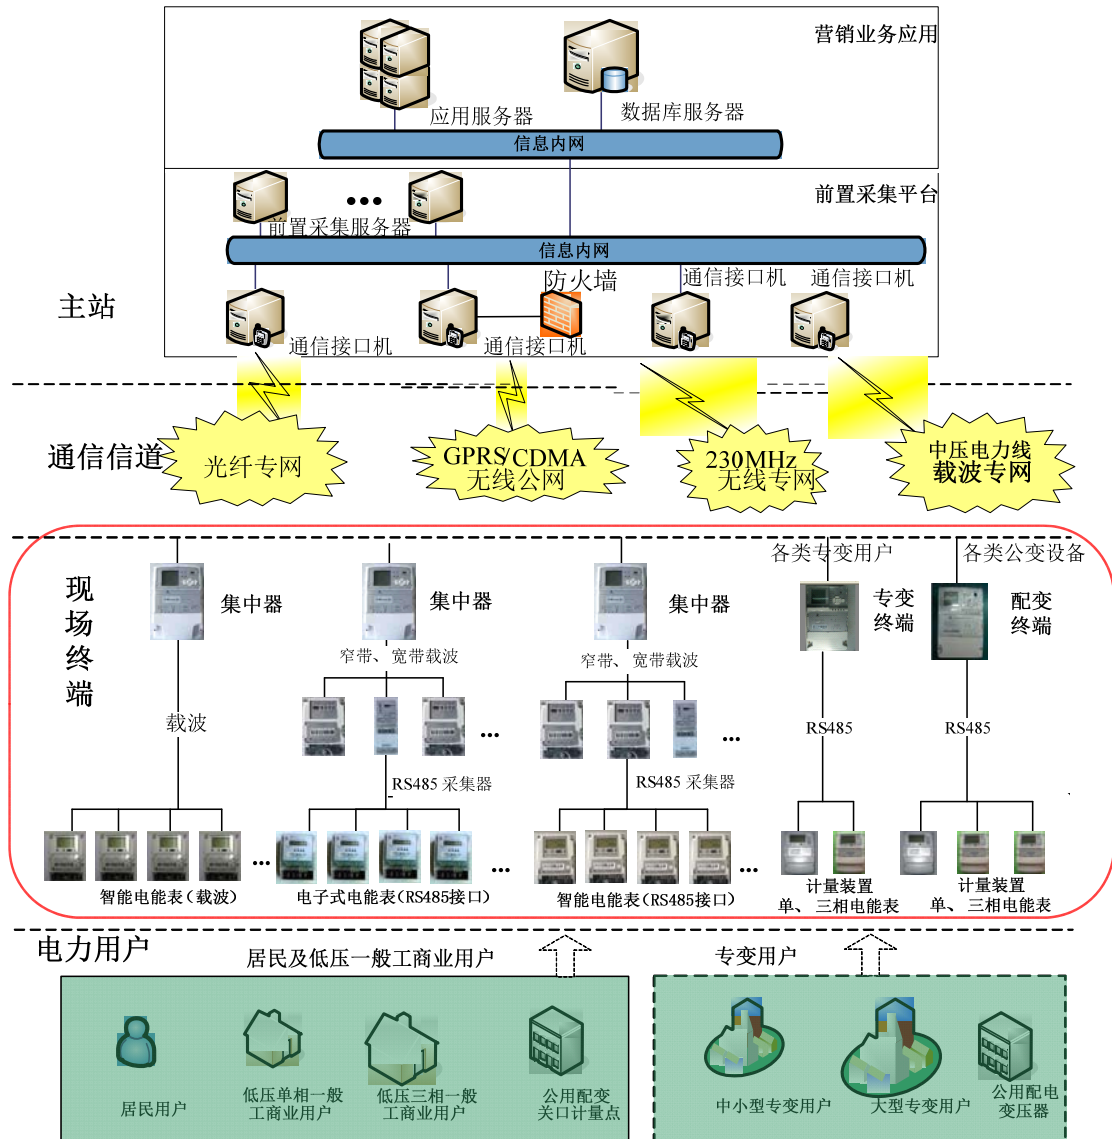 营销业务应用
应用服务器
数据库服务器
信息内网
前置采集平台
•••
前置采集服务器
信息内网
防火墙
通信接口机
通信接口机
主站
通信接口机
通信接口机
通信信道
光纤专网
GPRS/CDMA
无线公网
230MHz
无线专网
中压电力线
载波专网
各类专变用户
各类公变设备
现场终端
集中器
集中器
集中器
专变
终端
配变
终端
窄带、宽带载波
窄带、宽带载波
载波
RS485
RS485
...
...
RS485 采集器
RS485 采集器
...
...
...
智能电能表（载波）
电子式电能表（RS485接口）
智能电能表（RS485接口）
计量装置
单、三相电能表
计量装置
单、三相电能表
电力用户
居民及低压一般工商业用户
专变用户
居民用户
低压单相一般
工商业用户
低压三相一般
工商业用户
公用配变
关口计量点
中小型专变用户
大型专变用户
公用配电
变压器